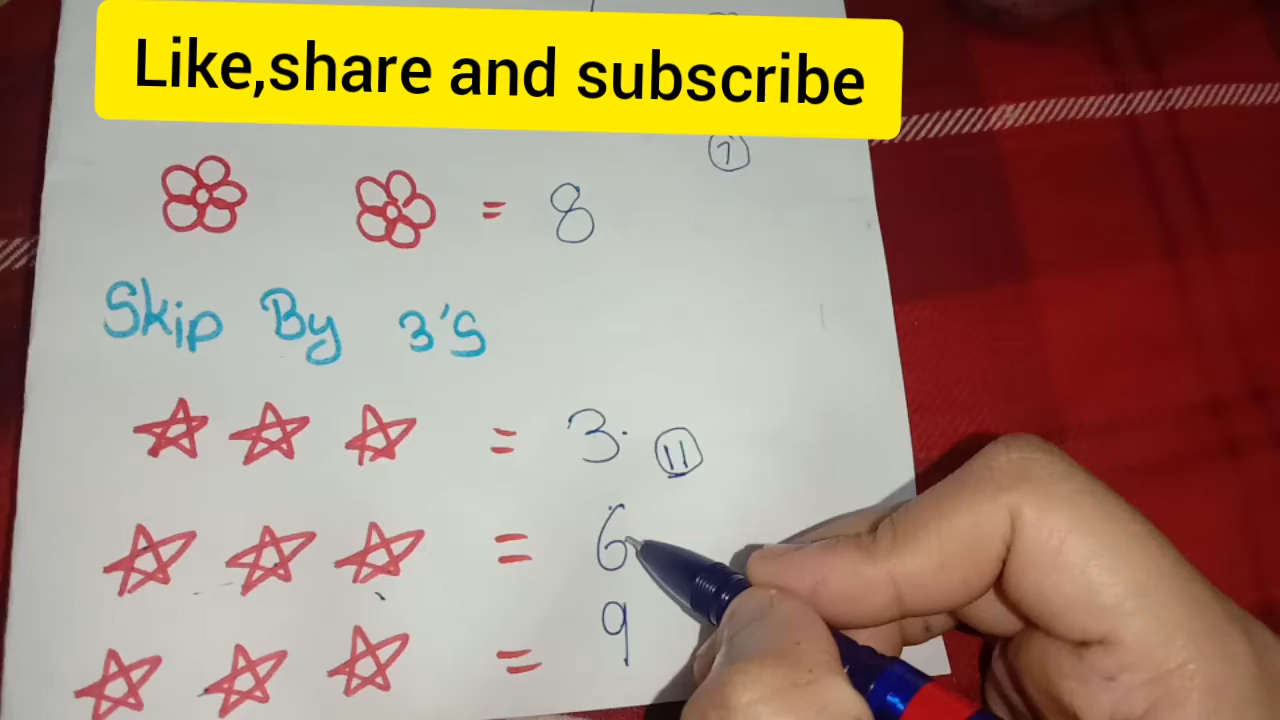 Like,share and subscribe
7
= 8
Skip By 3's
= 3. 11
= 6
= 9